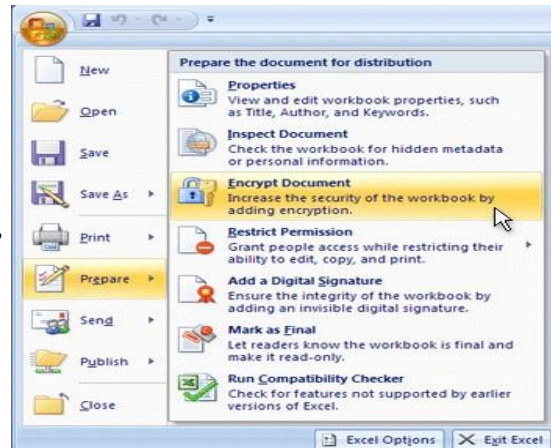 Prepare the document for distribution
New
Open
Save
Save As
Print
Prepare
Send
Publish
Close
Properties
View and edit workbook properties, such
as Title, Author, and Keywords.
Inspect Document
Check the workbook for hidden metadata
or personal information.
Encrypt Document
Increase the security of the workbook by
adding encryption.
Restrict Permission
Grant people access while restricting their
ability to edit, copy, and print.
Add a Digital Signature
Ensure the integrity of the workbook by
adding an invisible digital signature.
Mark as Final
Let readers know the workbook is final and
make it read-only.
Run Compatibility Checker
Check for features not supported by earlier
versions of Excel.
Excel Options
Exit Excel